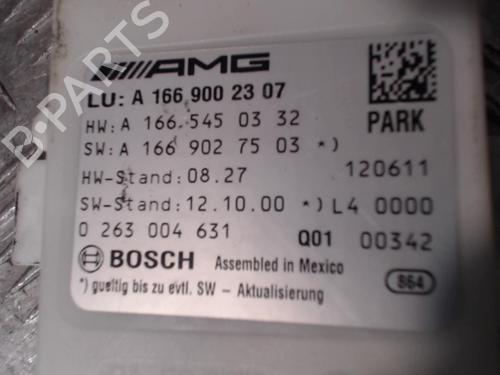 B-PARTS
AMG
LU: A 166 900 23 07
HW: A 166 545 03 32 PARK
SW: A 166 902 75 03 *)
HW-Stand: 08.27 120611
SW-Stand: 12.10.00 *) L4 0000
0 263 004 631 Q01 00342
BOSCH Assembled in Mexico 864
*) gueltig bis zu evtl. SW - Aktualisierung